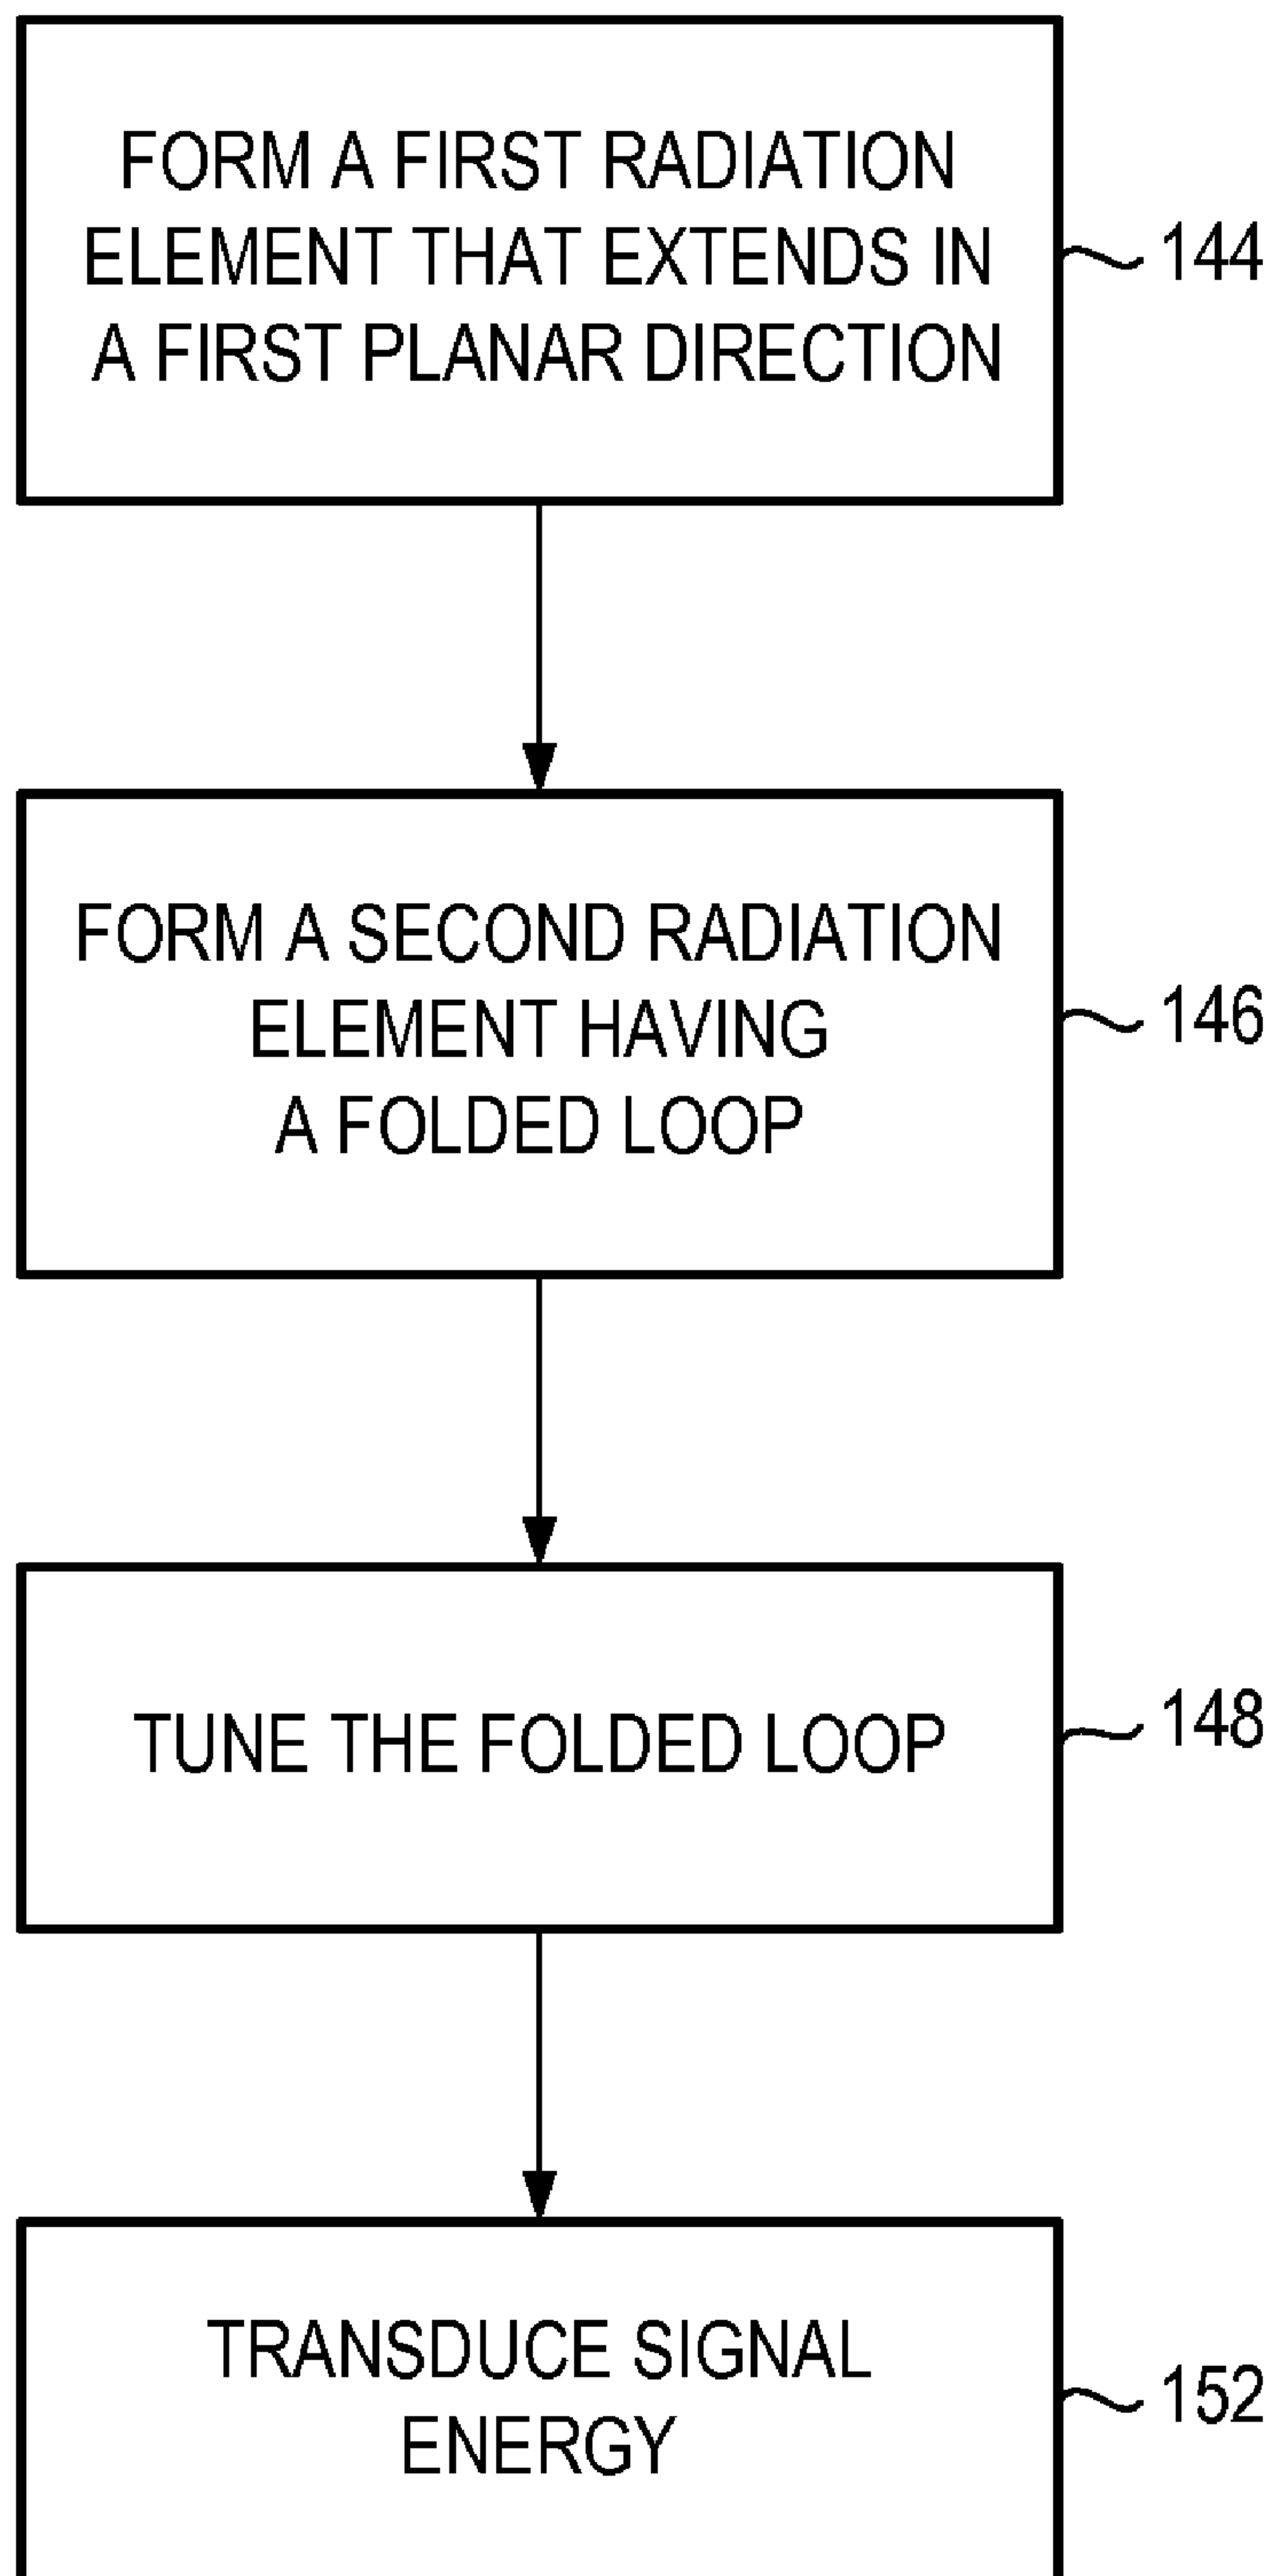 FORM A FIRST RADIATION
ELEMENT THAT EXTENDS IN
A FIRST PLANAR DIRECTION
144
FORM A SECOND RADIATION
ELEMENT HAVING
A FOLDED LOOP
146
TUNE THE FOLDED LOOP
148
TRANSDUCE SIGNAL
ENERGY
152